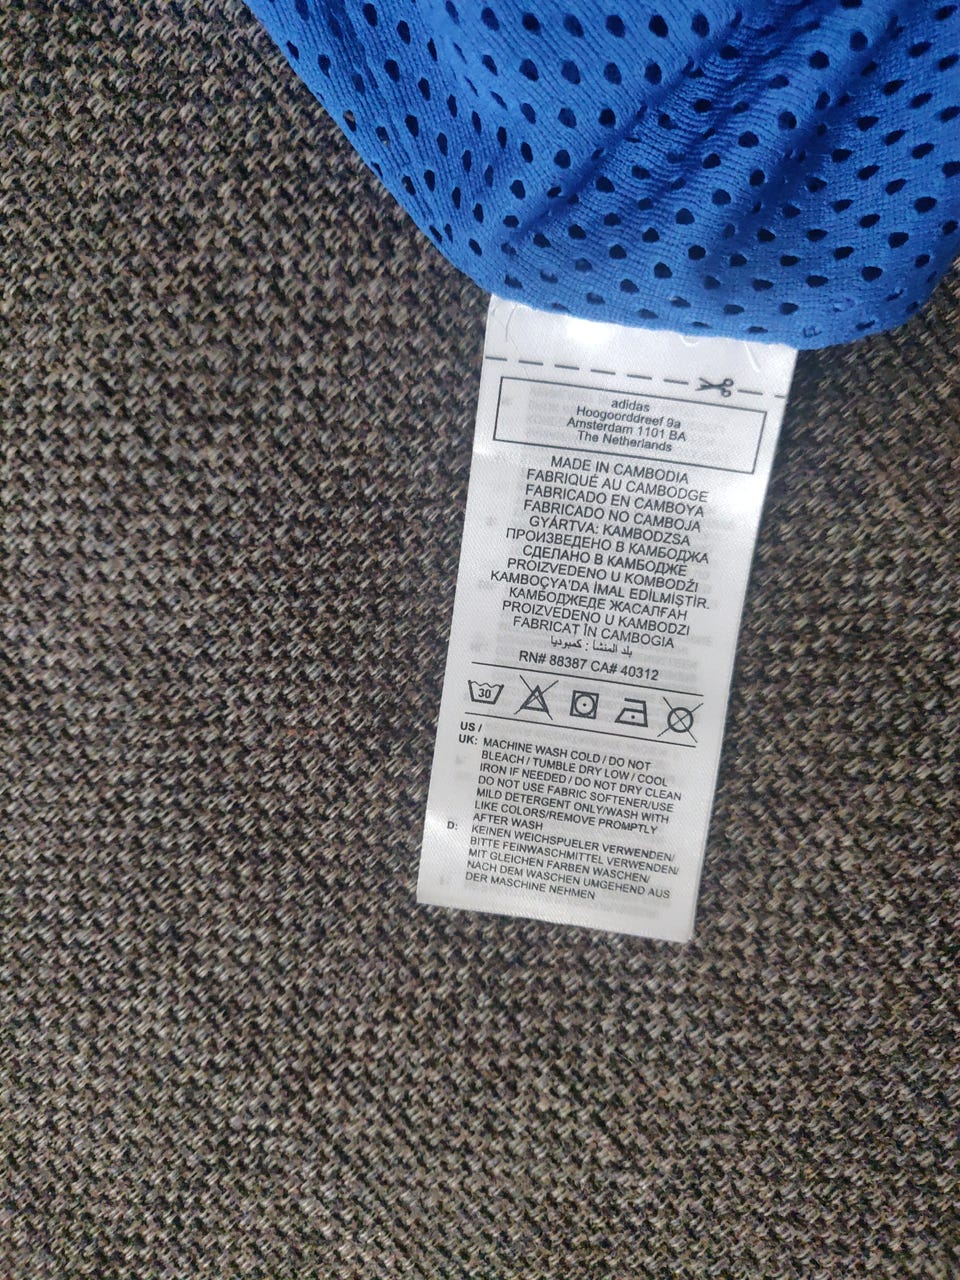 adidas
Hoogoorddreef 9a
Amsterdam 1101 BA
The Netherlands
MADE IN CAMBODIA
FABRIQUÉ AU CAMBODGE
FABRICADO EN CAMBOYA
FABRICADO NO CAMBOJA
GYÁRTVA: KAMBODZSA
ПРОИЗВЕДЕНО В КАМБОДЖА
СДЕЛАНО В КАМБОДЖЕ
PROIZVEDENO U KOMBODŽI
KAMBOÇYA'DA İMAL EDİLMİŞTİR.
КАМБОДЖЕДЕ ЖАСАЛҒАН
PROIZVEDENO U KAMBODZI
FABRICAT ÎN CAMBOGIA
بلد المنشأ : كمبوديا
RN# 88387 CA# 40312
30
US /
UK: MACHINE WASH COLD / DO NOT
BLEACH / TUMBLE DRY LOW / COOL
IRON IF NEEDED / DO NOT DRY CLEAN
DO NOT USE FABRIC SOFTENER/USE
MILD DETERGENT ONLY/WASH WITH
LIKE COLORS/REMOVE PROMPTLY
AFTER WASH
D: KEINEN WEICHSPUELER VERWENDEN/
BITTE FEINWASCHMITTEL VERWENDEN/
MIT GLEICHEN FARBEN WASCHEN/
NACH DEM WASCHEN UMGEHEND AUS
DER MASCHINE NEHMEN